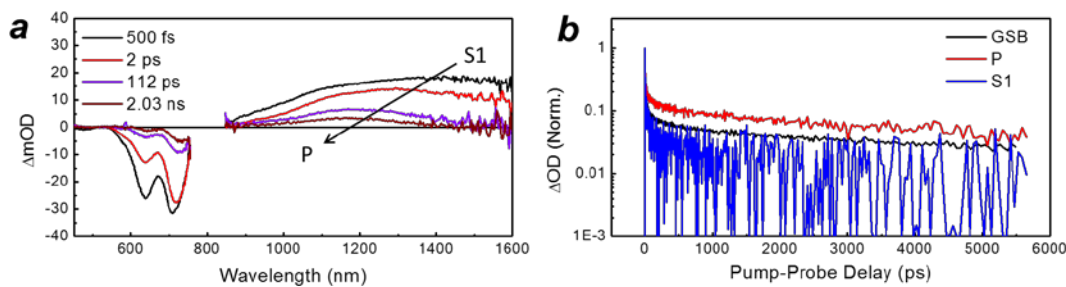 a
40
30
20
10
0
-10
-20
-30
-40
ΔmOD
500 fs
2 ps
112 ps
2.03 ns
S1
P
600 800 1000 1200 1400 1600
Wavelength (nm)
b
1
0.1
0.01
1E-3
ΔOD (Norm.)
GSB
P
S1
0 1000 2000 3000 4000 5000 6000
Pump-Probe Delay (ps)